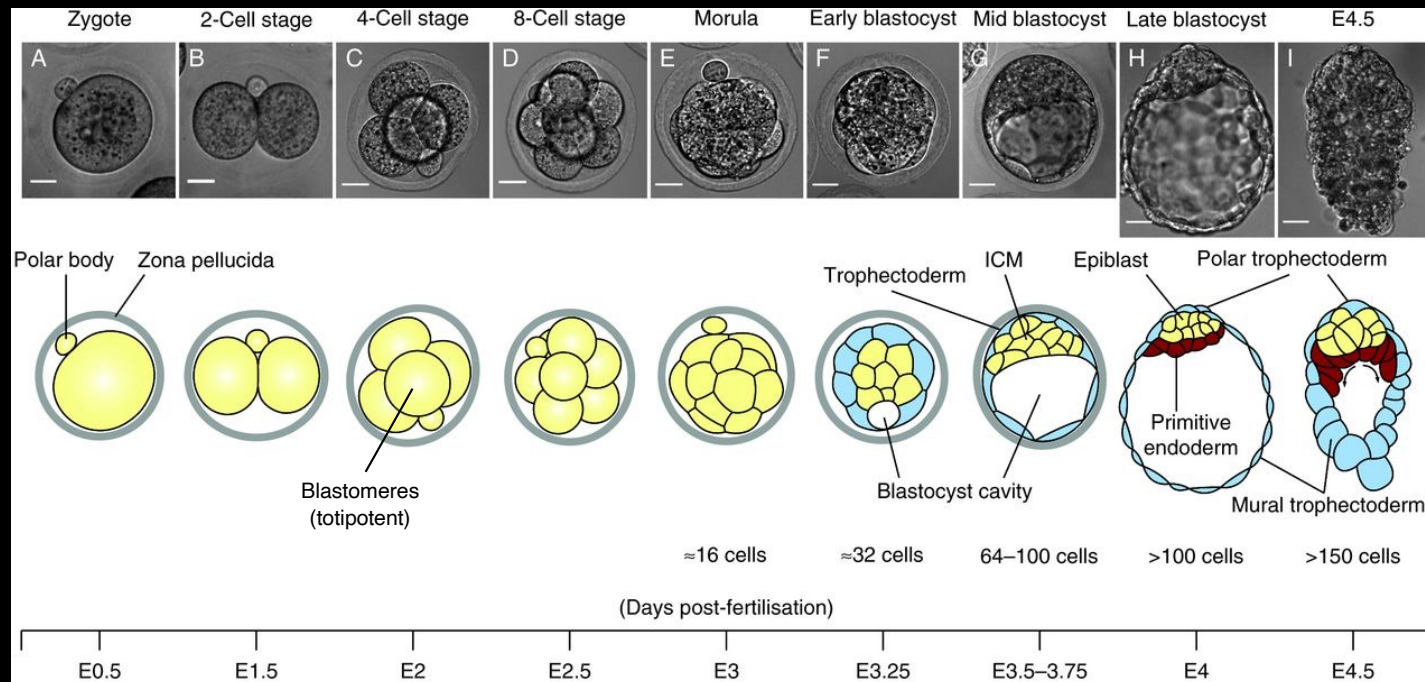 Zygote
2-Cell stage
4-Cell stage
8-Cell stage
Morula
Early blastocyst
Mid blastocyst
Late blastocyst
E4.5
A
B
C
D
E
F
G
H
I
Polar body
Zona pellucida
Trophectoderm
ICM
Epiblast
Polar trophectoderm
Blastomeres
(totipotent)
Blastocyst cavity
Primitive
endoderm
Mural trophectoderm
≈16 cells
≈32 cells
64–100 cells
>100 cells
>150 cells
(Days post-fertilisation)
E0.5
E1.5
E2
E2.5
E3
E3.25
E3.5–3.75
E4
E4.5